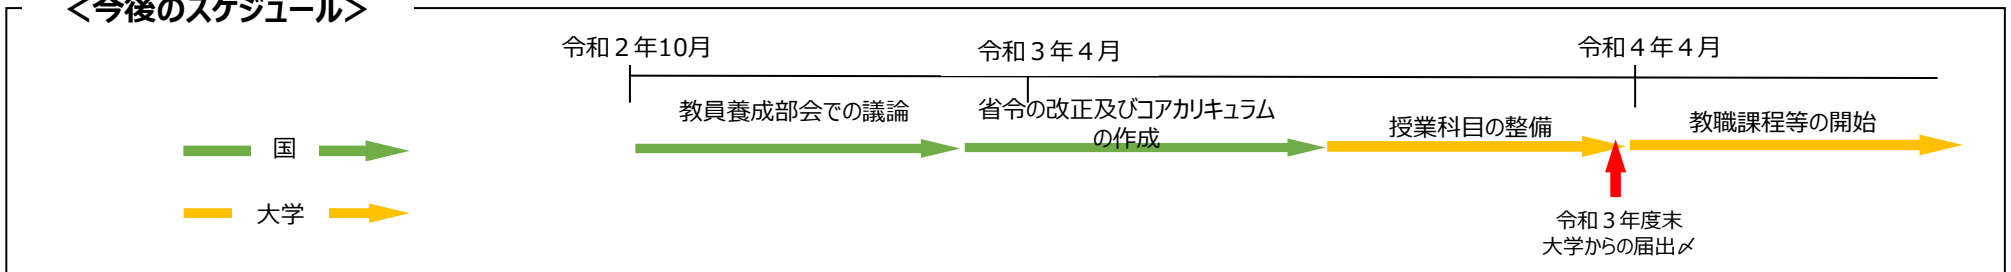 ＜今後のスケジュール＞
令和２年10月
令和３年４月
令和４年４月
教員養成部会での議論
省令の改正及びコアカリキュラム
の作成
授業科目の整備
教職課程等の開始
国
大学
令和３年度末
大学からの届出〆